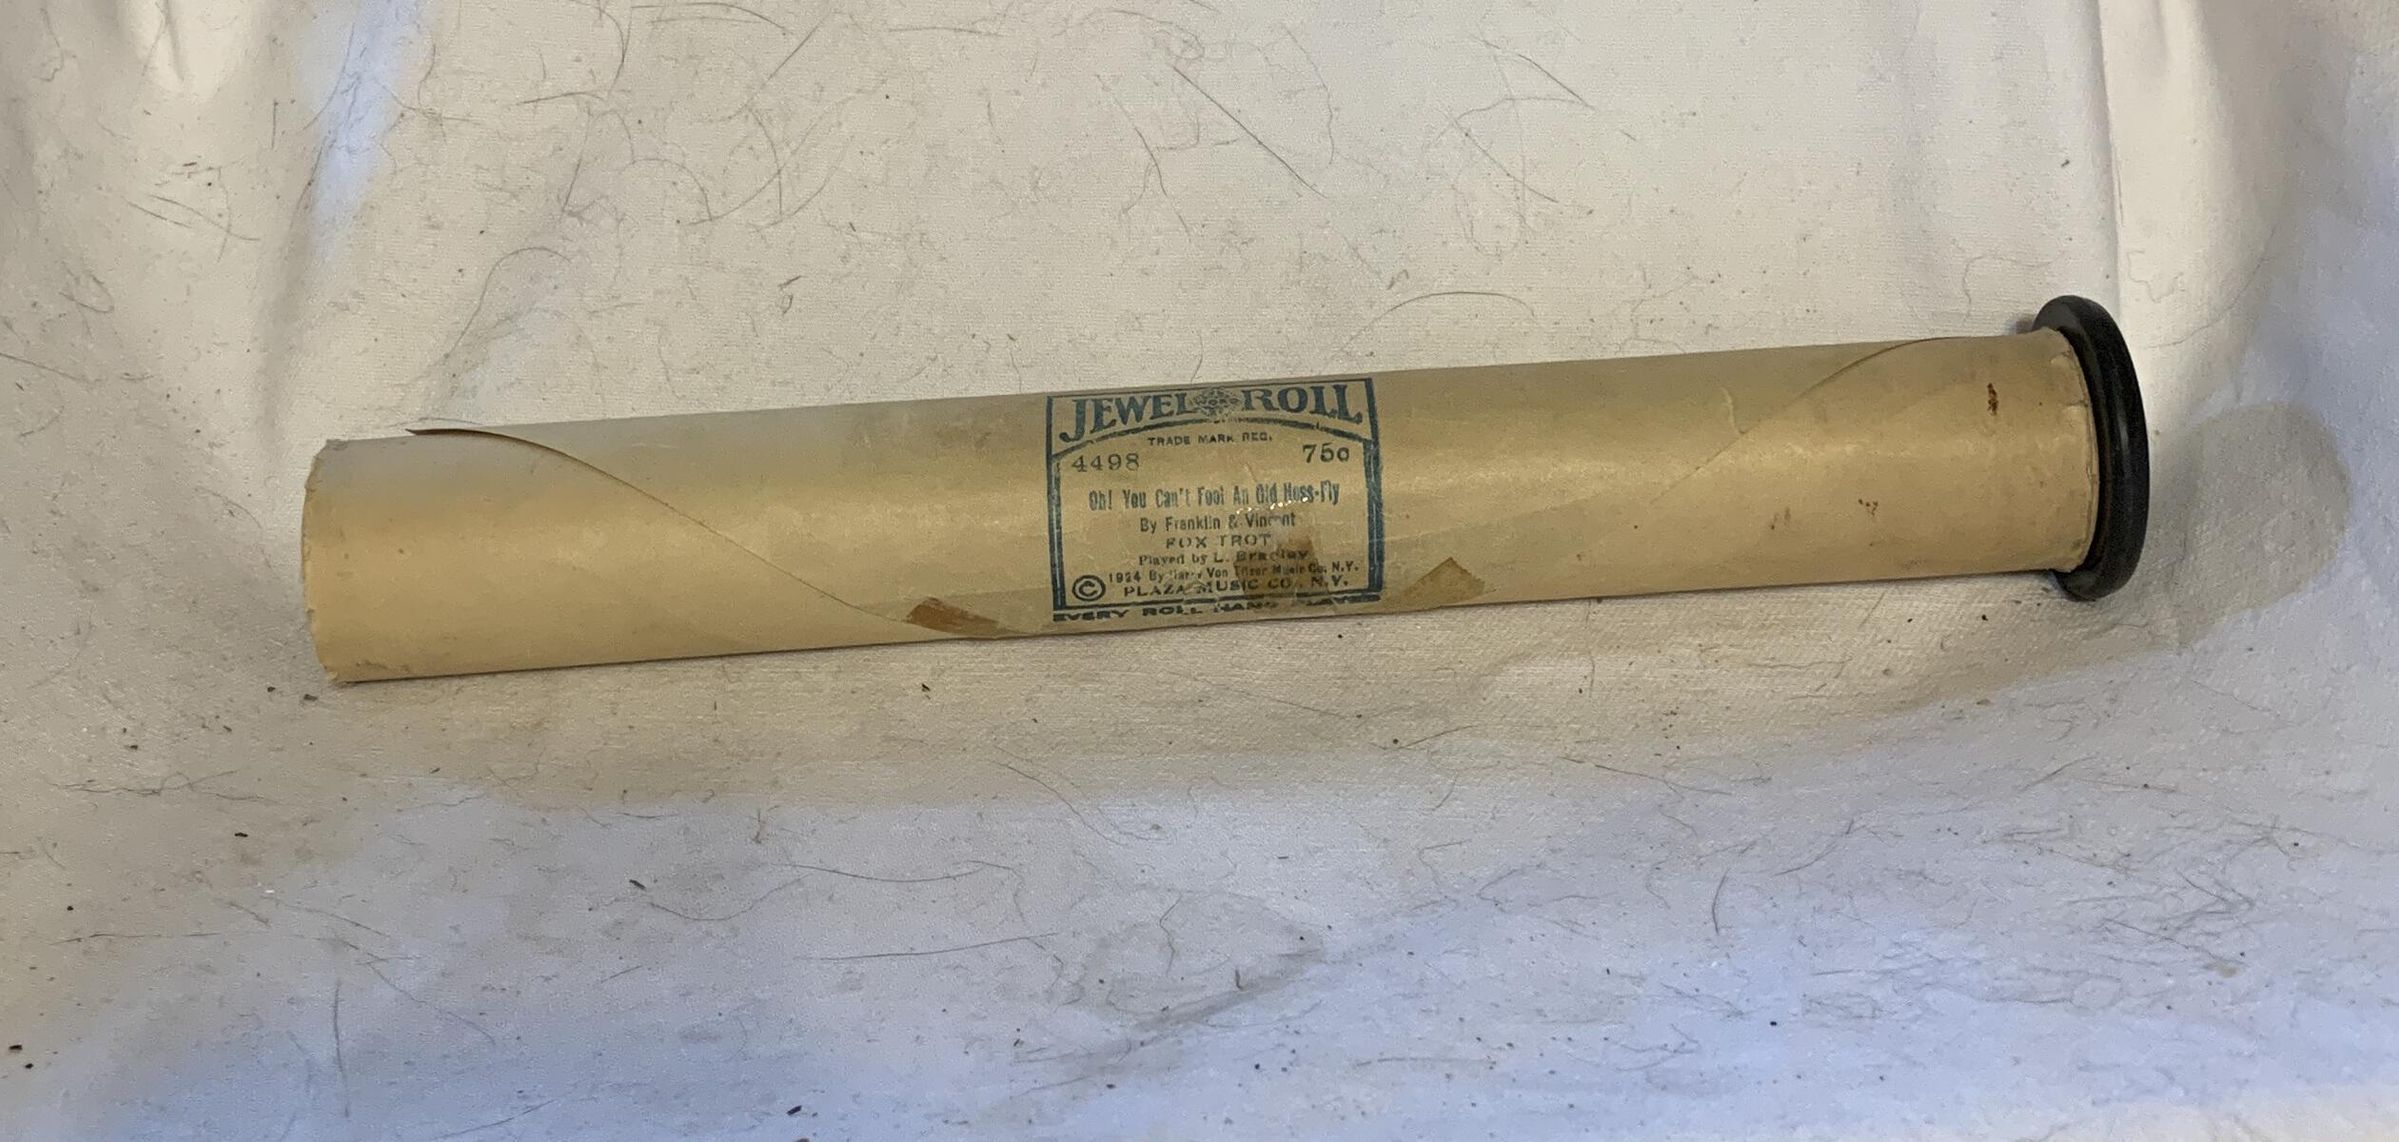 JEWEL WORD ROLL
TRADE MARK REG.
4498 75c
Oh! You Can't Fool An Old Hoss-Fly
By Franklin & Vincent
FOX TROT
Played by L. Bradley
© 1924 By Harry Von Tilzer Music Co. N.Y.
PLAZA MUSIC CO., N.Y.
EVERY ROLL HAND PLAYED